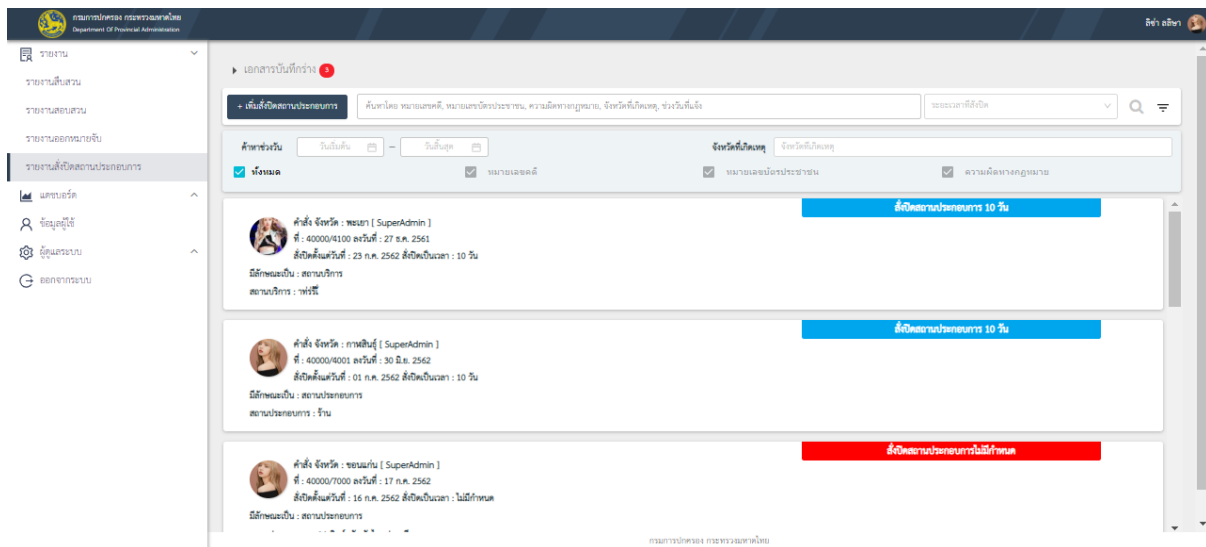 กรมการปกครอง กระทรวงมหาดไทย
Department Of Provincial Administration
ลิซ่า ลลิษา
รายงาน
รายงานสืบสวน
รายงานสอบสวน
รายงานออกหมายจับ
รายงานสั่งปิดสถานประกอบการ
แดชบอร์ด
ข้อมูลผู้ใช้
ผู้ดูแลระบบ
ออกจากระบบ
เอกสารบันทึกร่าง 3
+ เพิ่มสั่งปิดสถานประกอบการ
ค้นหาโดย หมายเลขคดี, หมายเลขบัตรประชาชน, ความผิดทางกฎหมาย, จังหวัดที่เกิดเหตุ, ช่วงวันที่แจ้ง
ระยะเวลาที่สั่งปิด
ค้าหาช่วงวัน วันเริ่มต้น – วันสิ้นสุด จังหวัดที่เกิดเหตุ จังหวัดที่เกิดเหตุ
ทั้งหมด หมายเลขคดี หมายเลขบัตรประชาชน ความผิดทางกฎหมาย
สั่งปิดสถานประกอบการ 10 วัน
คำสั่ง จังหวัด : พะเยา [ SuperAdmin ]
ที่ : 40000/4100 ลงวันที่ : 27 ธ.ค. 2561
สั่งปิดตั้งแต่วันที่ : 23 ก.ค. 2562 สั่งปิดเป็นเวลา : 10 วัน
มีลักษณะเป็น : สถานบริการ
สถานบริการ :
สั่งปิดสถานประกอบการ 10 วัน
คำสั่ง จังหวัด : กาฬสินธุ์ [ SuperAdmin ]
ที่ : 40000/4001 ลงวันที่ : 30 มิ.ย. 2562
สั่งปิดตั้งแต่วันที่ : 01 ก.ค. 2562 สั่งปิดเป็นเวลา : 10 วัน
มีลักษณะเป็น : สถานประกอบการ
สถานประกอบการ : ร้าน
สั่งปิดสถานประกอบการไม่มีกำหนด
คำสั่ง จังหวัด : ขอนแก่น [ SuperAdmin ]
ที่ : 40000/7000 ลงวันที่ : 17 ก.ค. 2562
สั่งปิดตั้งแต่วันที่ : 16 ก.ค. 2562 สั่งปิดเป็นเวลา : ไม่มีกำหนด
มีลักษณะเป็น : สถานประกอบการ
กรมการปกครอง กระทรวงมหาดไทย